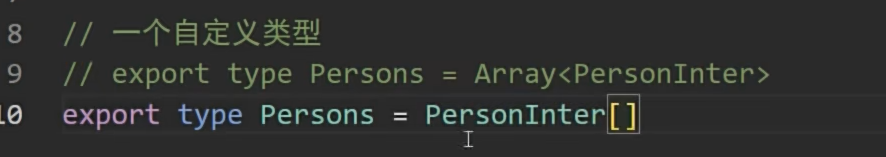 8 // 一个自定义类型
9 // export type Persons = Array<PersonInter>
10 export type Persons = PersonInter[]